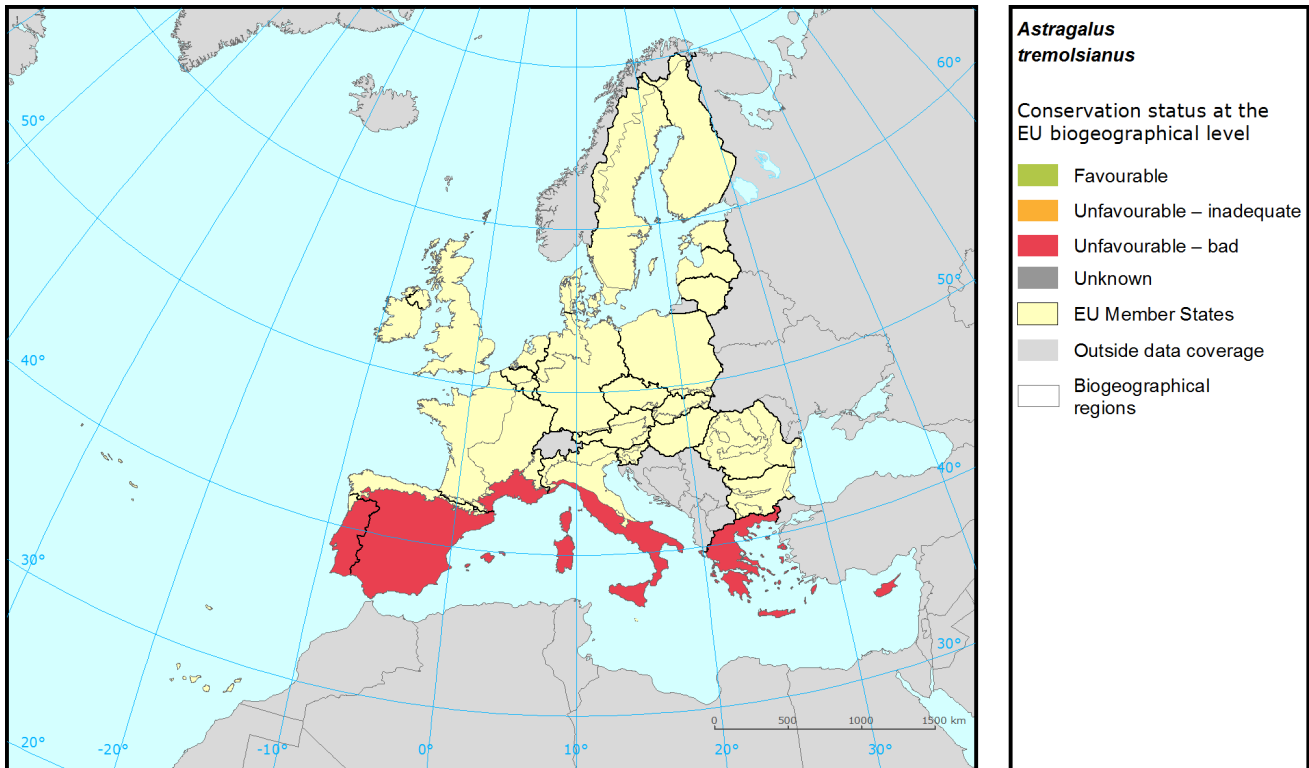 60°
50°
50°
40°
40°
30°
30°
0 500 1000 1500 km
20° -20° -10° 0° 10° 20° 30°
Astragalus
tremolsianus
Conservation status at the
EU biogeographical level
Favourable
Unfavourable – inadequate
Unfavourable – bad
Unknown
EU Member States
Outside data coverage
Biogeographical
regions